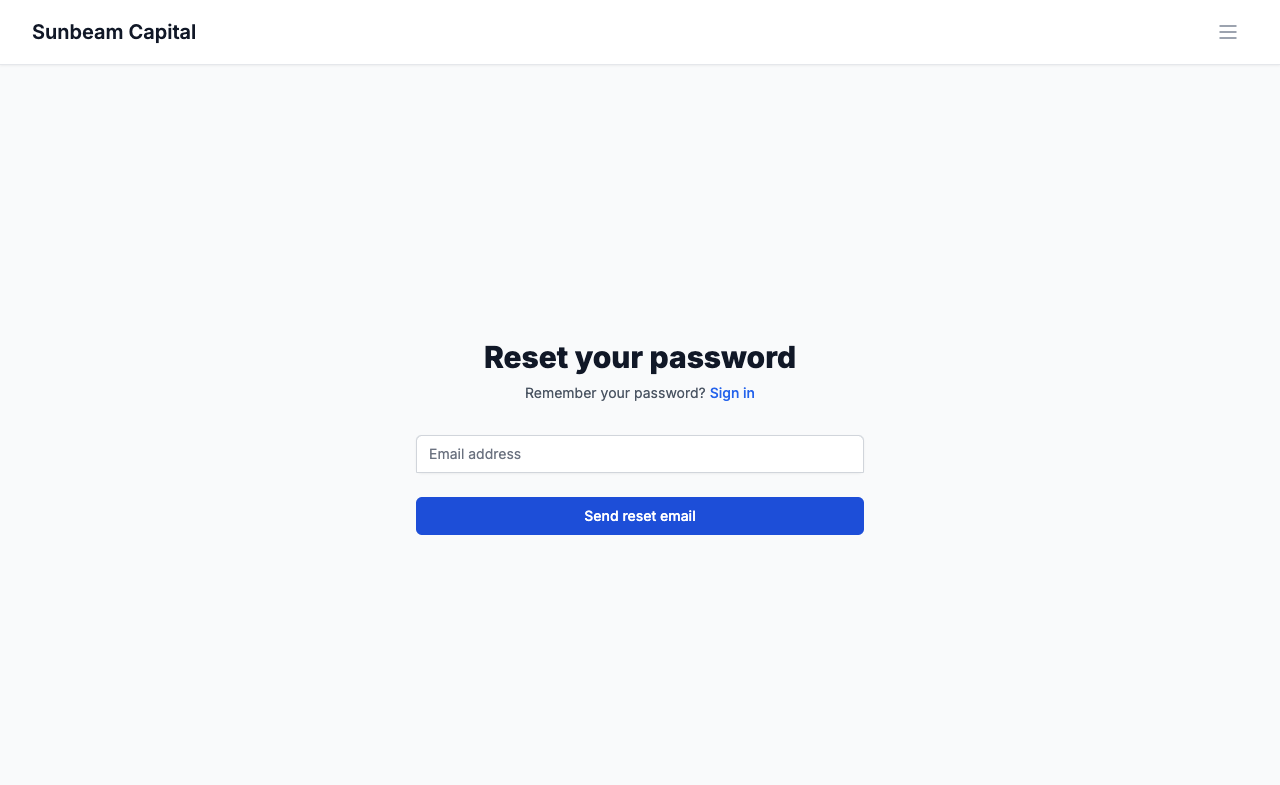 Sunbeam Capital
Reset your password
Remember your password? Sign in
Email address
Send reset email